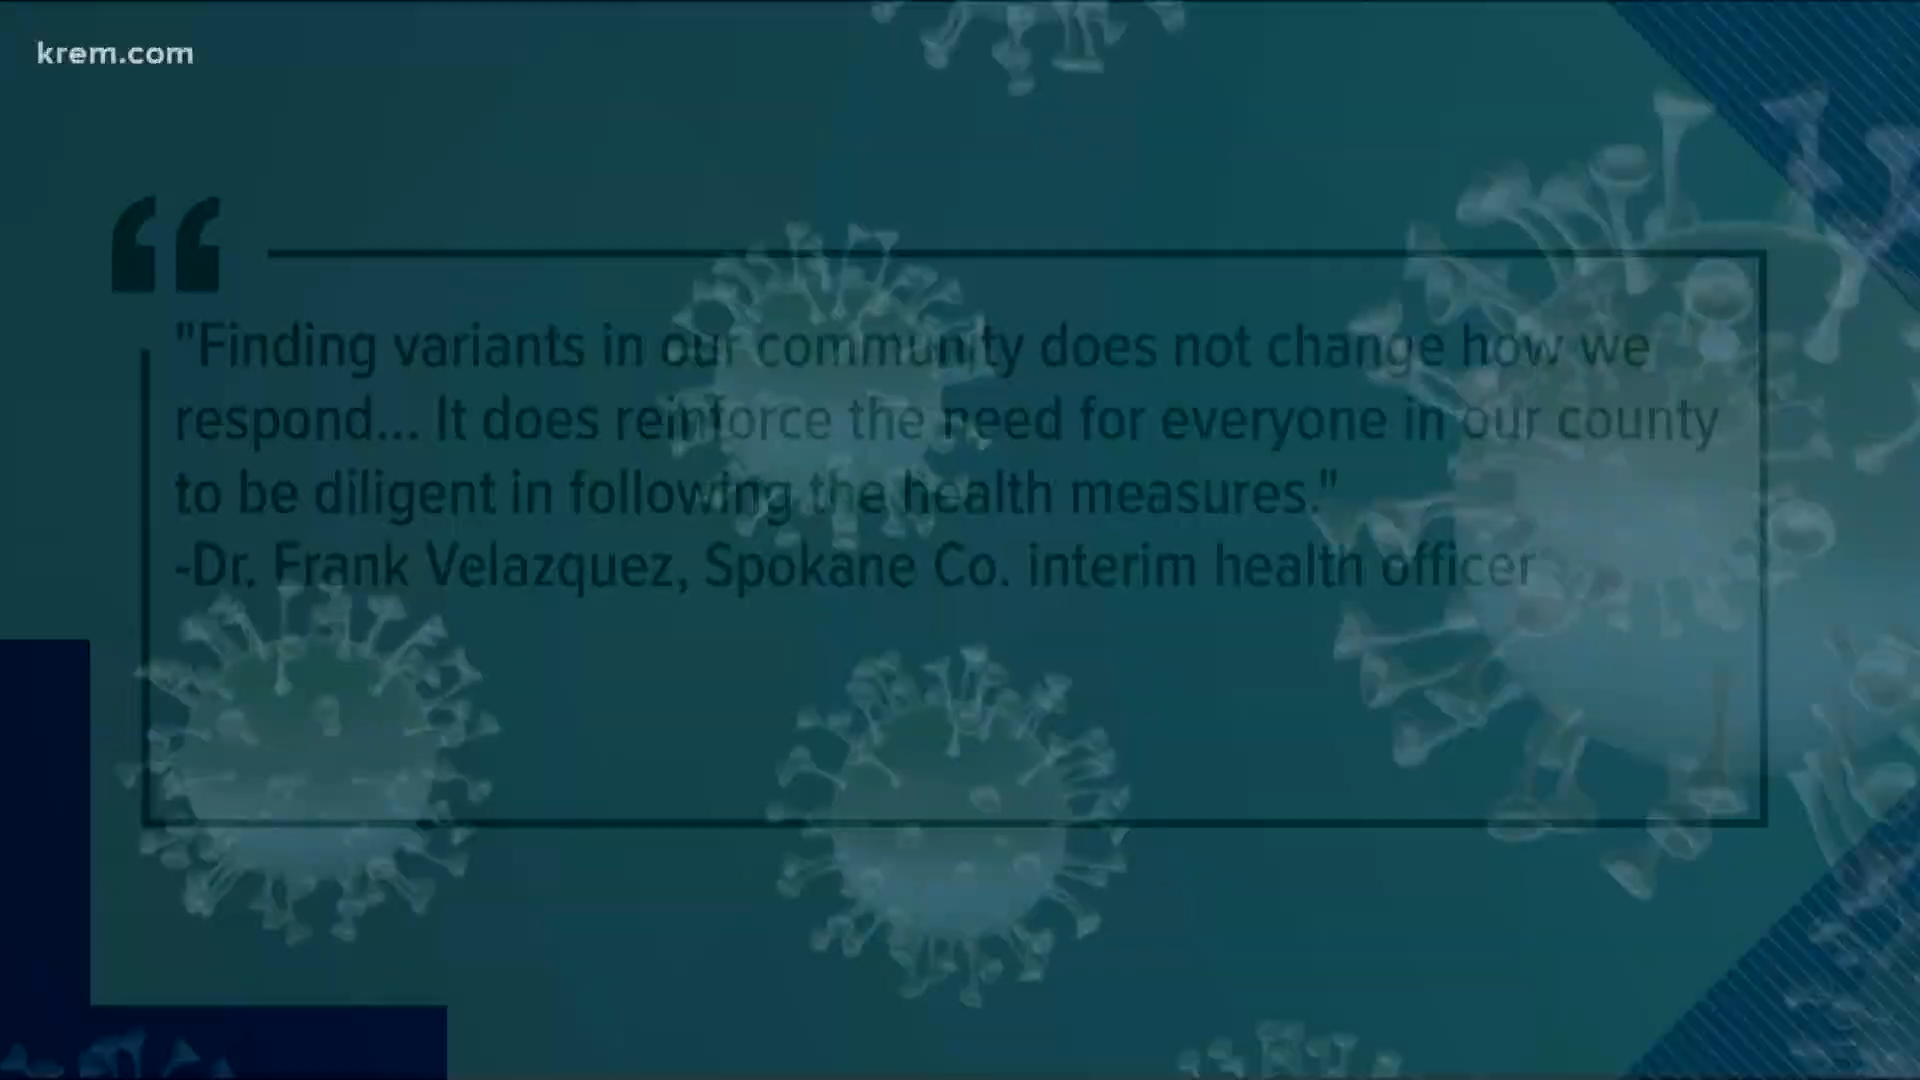 krem.com
"Finding variants in our community does not change how we
respond... It does reinforce the need for everyone in our county
to be diligent in following the health measures."
-Dr. Frank Velazquez, Spokane Co. interim health officer